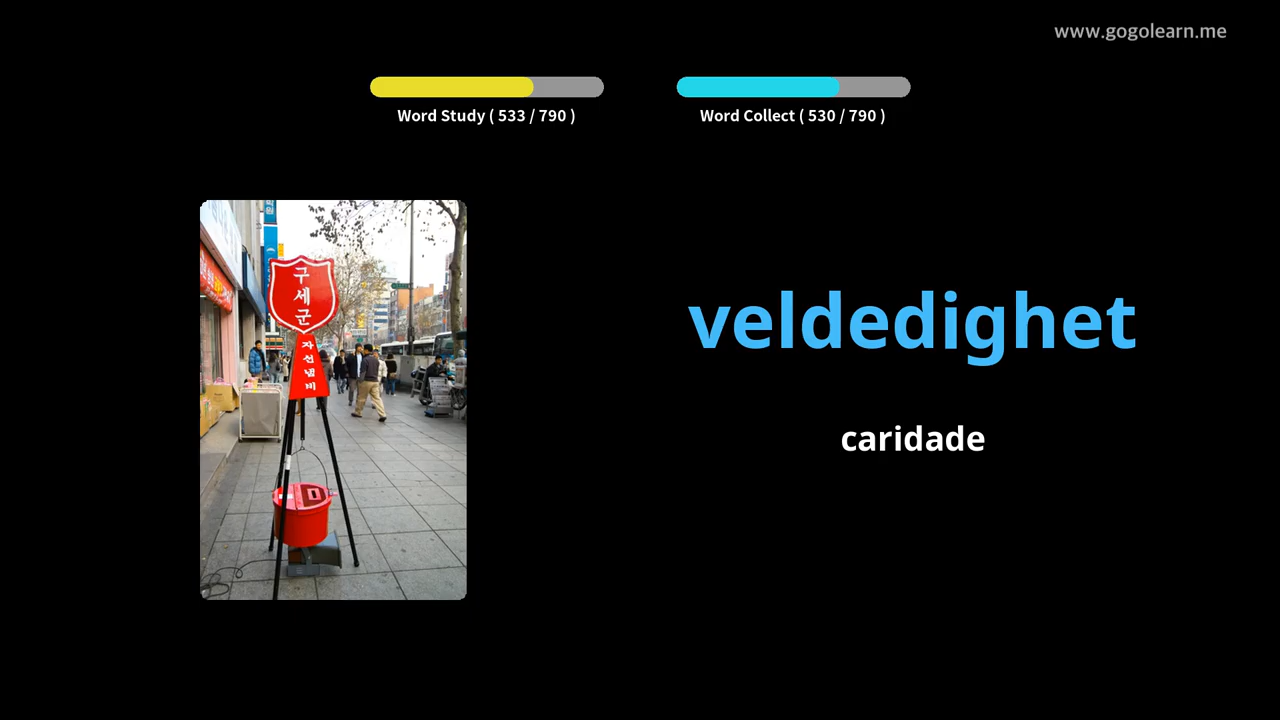 www.gogolearn.me
Word Study ( 533 / 790 )
Word Collect ( 530 / 790 )
구
세
군
자
선
냄
비
veldedighet
caridade